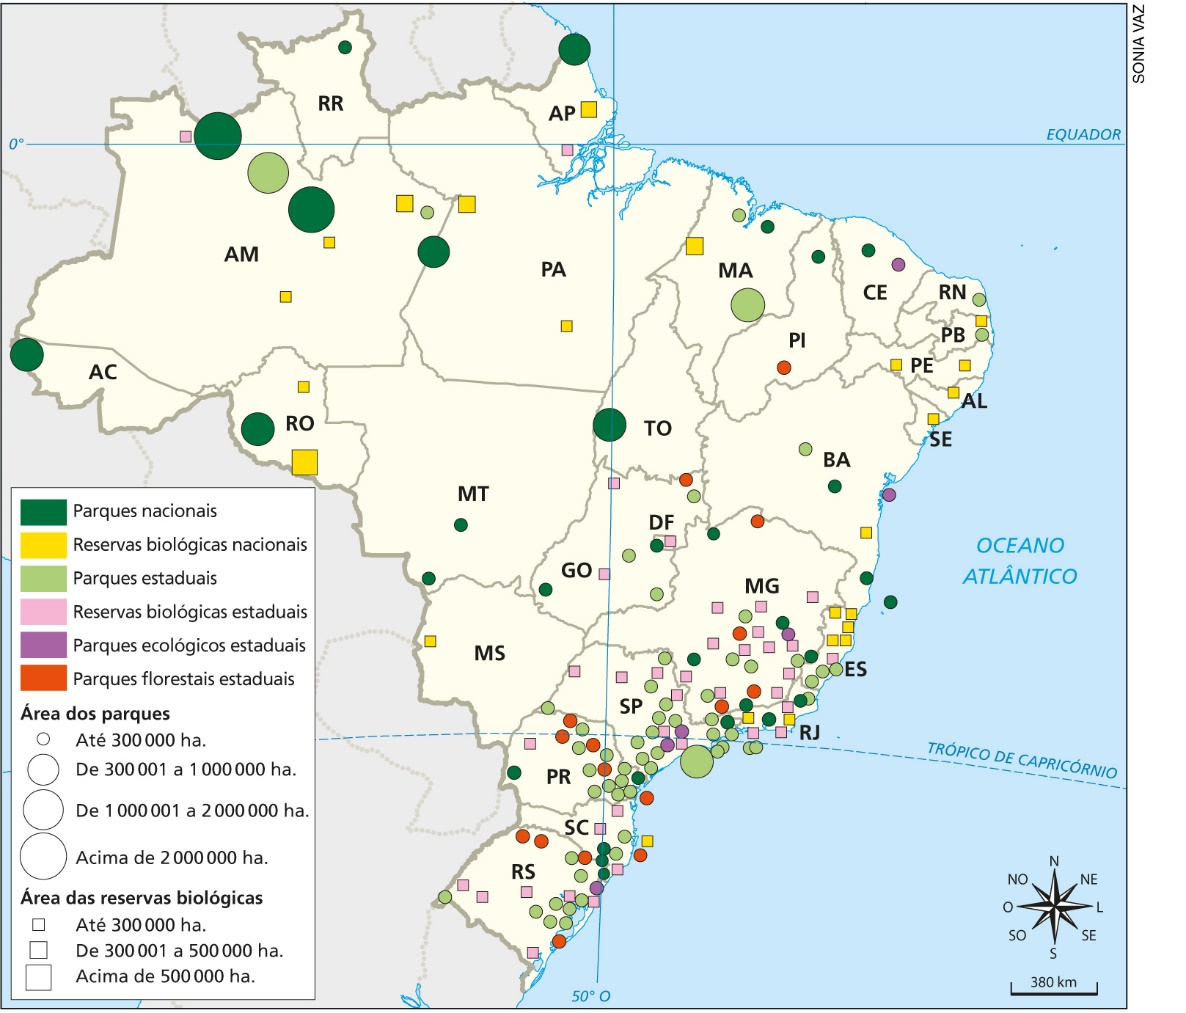 SONIA VAZ
RR
AP
0°
EQUADOR
AM
PA
MA
CE
RN
PB
PI
PE
AC
AL
RO
TO
SE
BA
MT
DF
GO
MG
OCEANO
ATLÂNTICO
MS
ES
SP
RJ
TRÓPICO DE CAPRICÓRNIO
PR
SC
RS
50° O
Parques nacionais
Reservas biológicas nacionais
Parques estaduais
Reservas biológicas estaduais
Parques ecológicos estaduais
Parques florestais estaduais
Área dos parques
Até 300 000 ha.
De 300 001 a 1 000 000 ha.
De 1 000 001 a 2 000 000 ha.
Acima de 2 000 000 ha.
Área das reservas biológicas
Até 300 000 ha.
De 300 001 a 500 000 ha.
Acima de 500 000 ha.
N
NO
NE
O
L
SO
SE
S
380 km